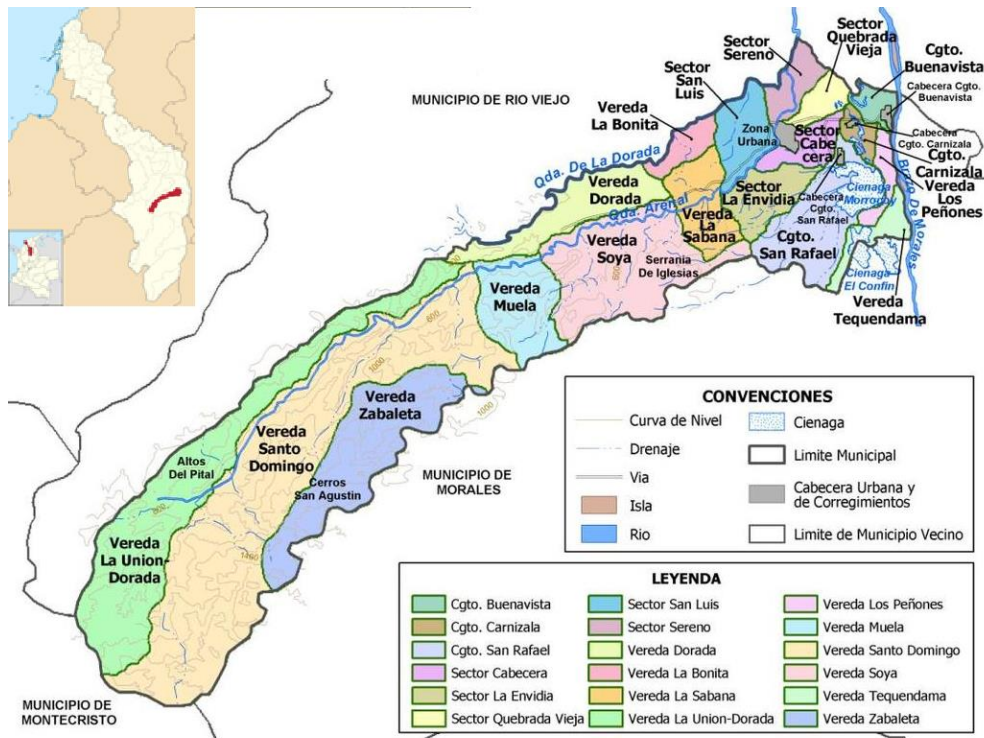 Sector
Quebrada
Vieja
Sector
Sereno
Cgto.
Buenavista
Sector
San
Luis
Cabecera Cgto.
Buenavista
MUNICIPIO DE RIO VIEJO
Vereda
La Bonita
Zona
Urbana
Sector
Cabe
cera
Cabecera
Cgto. Carnizala
Cgto.
Carnizala
Qda. De La Dorada
Vereda
Dorada
Sector
La Envidia
Cienaga
Morrocoy
Vereda
Los
Peñones
Brazo De Morales
Qda. Arenal
Cabecera
Cgto.
San Rafael
Vereda
La
Sabana
Vereda
Soya
Cgto.
San Rafael
Serrania
De Iglesias
800
Cienaga
El Confin
Vereda
Muela
Vereda
Tequendama
600
1000
Vereda
Zabaleta
1000
Vereda
Santo
Domingo
Altos
Del Pital
Cerros
San Agustin
MUNICIPIO DE
MORALES
800
Vereda
La Union-
Dorada
1400
MUNICIPIO DE
MONTECRISTO
CONVENCIONES
Curva de Nivel
Drenaje
Via
Isla
Rio
Cienaga
Limite Municipal
Cabecera Urbana y
de Corregimientos
Limite de Municipio Vecino
LEYENDA
Cgto. Buenavista
Cgto. Carnizala
Cgto. San Rafael
Sector Cabecera
Sector La Envidia
Sector Quebrada Vieja
Sector San Luis
Sector Sereno
Vereda Dorada
Vereda La Bonita
Vereda La Sabana
Vereda La Union-Dorada
Vereda Los Peñones
Vereda Muela
Vereda Santo Domingo
Vereda Soya
Vereda Tequendama
Vereda Zabaleta